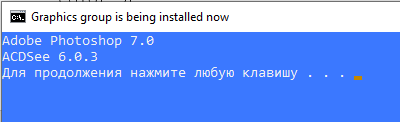 Graphics group is being installed now
Adobe Photoshop 7.0
ACDSee 6.0.3
Для продолжения нажмите любую клавишу . . .